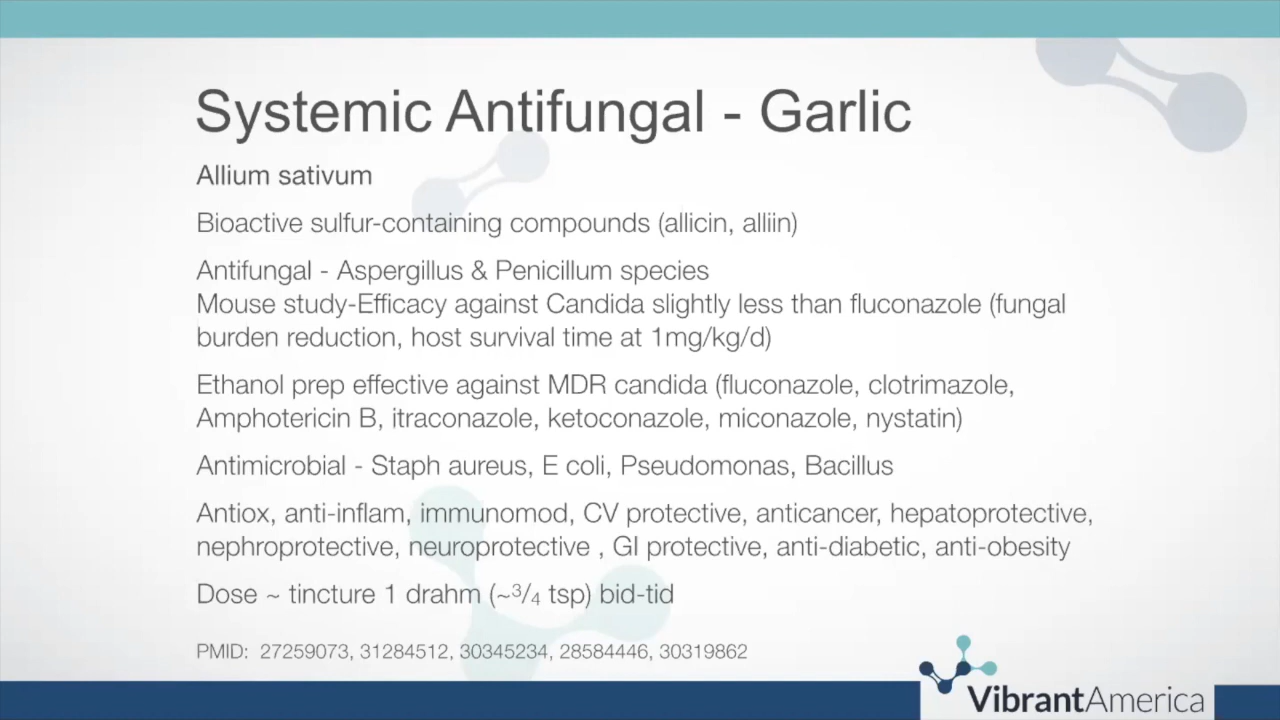 Systemic Antifungal - Garlic
Allium sativum
Bioactive sulfur-containing compounds (allicin, alliin)
Antifungal - Aspergillus & Penicillum species
Mouse study-Efficacy against Candida slightly less than fluconazole (fungal
burden reduction, host survival time at 1mg/kg/d)
Ethanol prep effective against MDR candida (fluconazole, clotrimazole,
Amphotericin B, itraconazole, ketoconazole, miconazole, nystatin)
Antimicrobial - Staph aureus, E coli, Pseudomonas, Bacillus
Antiox, anti-inflam, immunomod, CV protective, anticancer, hepatoprotective,
nephroprotective, neuroprotective , GI protective, anti-diabetic, anti-obesity
Dose ~ tincture 1 drahm (~3/4 tsp) bid-tid
PMID: 27259073, 31284512, 30345234, 28584446, 30319862
VibrantAmerica